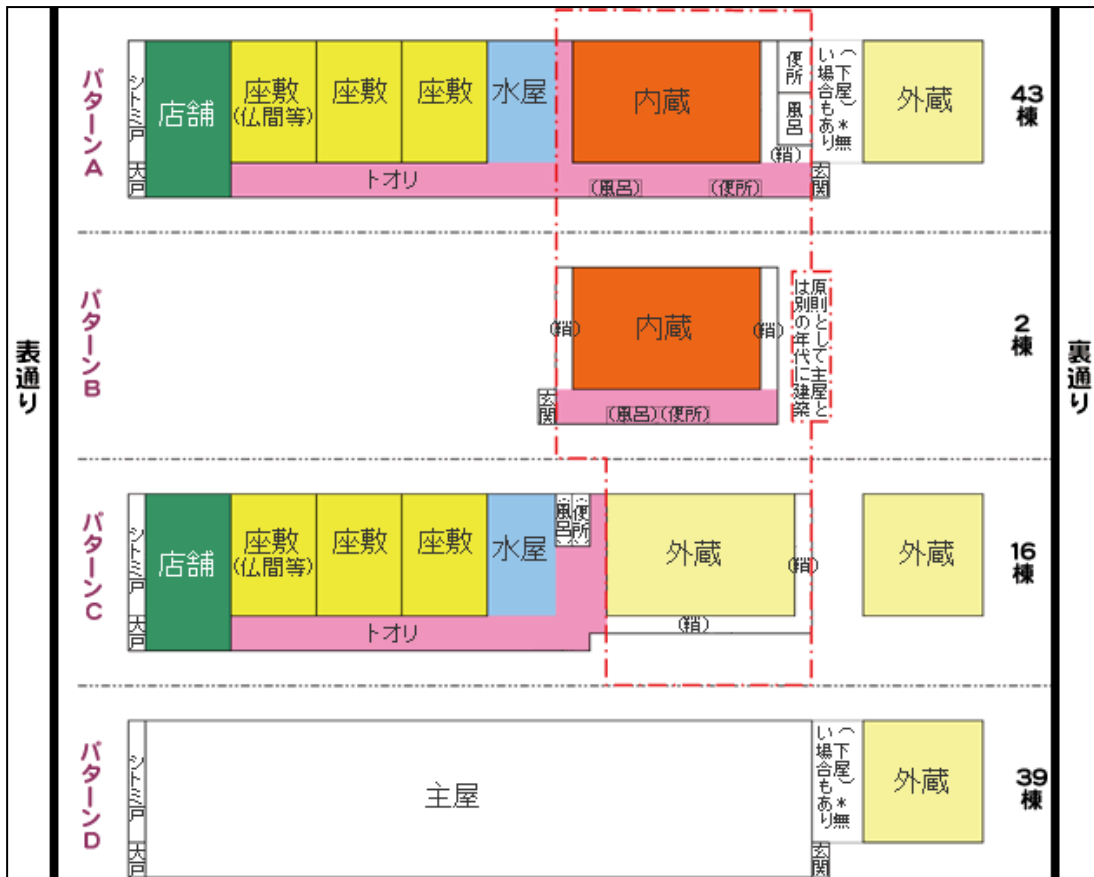 表通り
裏通り
パターンA
シトミ戸
大戸
店舗
座敷
(仏間等)
座敷
座敷
水屋
内蔵
便所
風呂
(鞘)
(下屋)*無
い場合もあり
外蔵
43
棟
トオリ
(風呂)
(便所)
玄関
パターンB
(鞘)
内蔵
(鞘)
原則として主屋と
は別の年代に建築
2
棟
玄関
(風呂)(便所)
パターンC
シトミ戸
大戸
店舗
座敷
(仏間等)
座敷
座敷
水屋
(風呂)
(便所)
外蔵
(鞘)
外蔵
16
棟
トオリ
(鞘)
パターンD
シトミ戸
大戸
主屋
(下屋)*無
い場合もあり
外蔵
39
棟
玄関